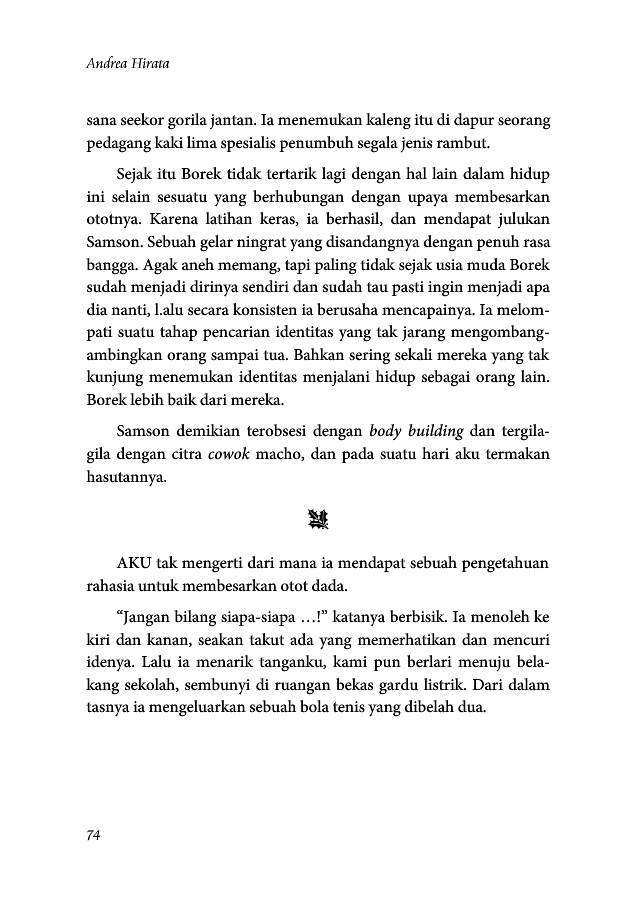 Andrea Hirata
sana seekor gorila jantan. Ia menemukan kaleng itu di dapur seorang
pedagang kaki lima spesialis penumbuh segala jenis rambut.
Sejak itu Borek tidak tertarik lagi dengan hal lain dalam hidup
ini selain sesuatu yang berhubungan dengan upaya membesarkan
ototnya. Karena latihan keras, ia berhasil, dan mendapat julukan
Samson. Sebuah gelar ningrat yang disandangnya dengan penuh rasa
bangga. Agak aneh memang, tapi paling tidak sejak usia muda Borek
sudah menjadi dirinya sendiri dan sudah tau pasti ingin menjadi apa
dia nanti, l.alu secara konsisten ia berusaha mencapainya. Ia melom-
pati suatu tahap pencarian identitas yang tak jarang mengombang-
ambingkan orang sampai tua. Bahkan sering sekali mereka yang tak
kunjung menemukan identitas menjalani hidup sebagai orang lain.
Borek lebih baik dari mereka.
Samson demikian terobsesi dengan body building dan tergila-
gila dengan citra cowok macho, dan pada suatu hari aku termakan
hasutannya.
AKU tak mengerti dari mana ia mendapat sebuah pengetahuan
rahasia untuk membesarkan otot dada.
“Jangan bilang siapa-siapa …!” katanya berbisik. Ia menoleh ke
kiri dan kanan, seakan takut ada yang memerhatikan dan mencuri
idenya. Lalu ia menarik tanganku, kami pun berlari menuju bela-
kang sekolah, sembunyi di ruangan bekas gardu listrik. Dari dalam
tasnya ia mengeluarkan sebuah bola tenis yang dibelah dua.
74